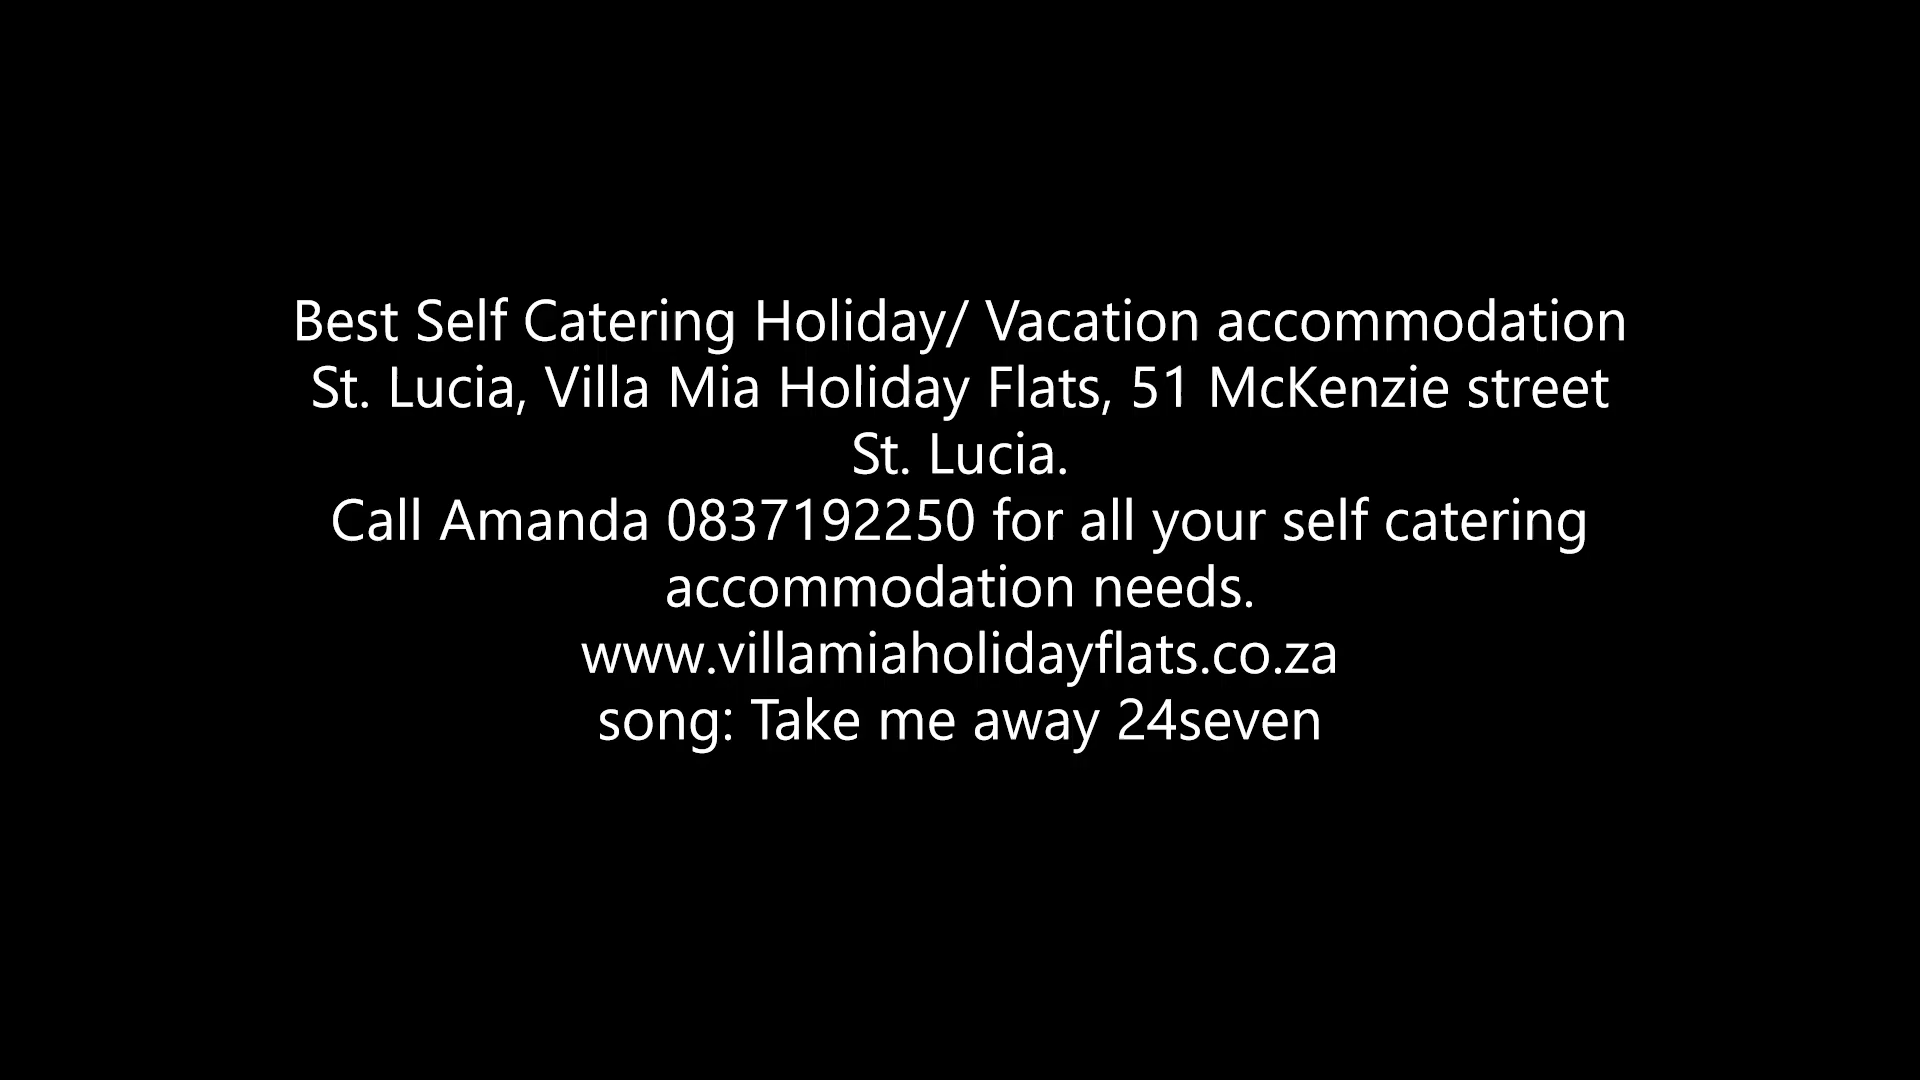 Best Self Catering Holiday/ Vacation accommodation
St. Lucia, Villa Mia Holiday Flats, 51 McKenzie street
St. Lucia.
Call Amanda 0837192250 for all your self catering
accommodation needs.
www.villamiaholidayflats.co.za
song: Take me away 24seven